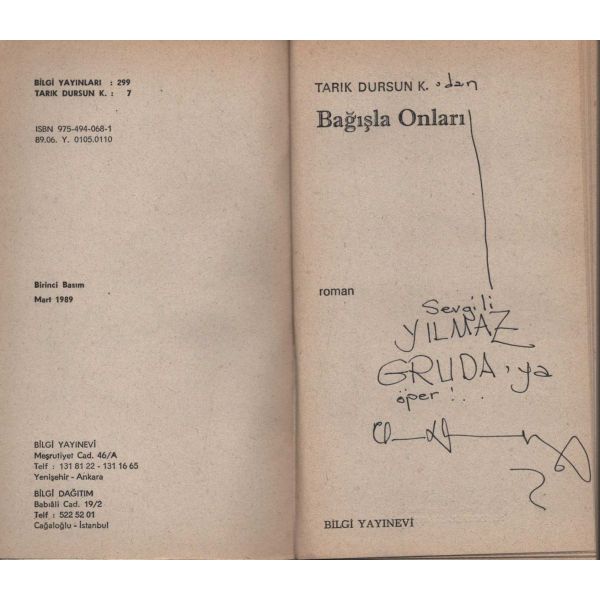 BİLGİ YAYINLARI : 299
TARIK DURSUN K. : 7
ISBN 975-494-068-1
89.06. Y. 0105.0110
Birinci Basım
Mart 1989
BİLGİ YAYINEVİ
Meşrutiyet Cad. 46/A
Telf : 131 81 22 - 131 16 65
Yenişehir - Ankara
BİLGİ DAĞITIM
Babıâli Cad. 19/2
Telf : 522 52 01
Cağaloğlu - İstanbul
TARIK DURSUN K. 'dan
Bağışla Onları
roman
Sevgili
YILMAZ
GRUDA'ya
öper!..
BİLGİ YAYINEVİ